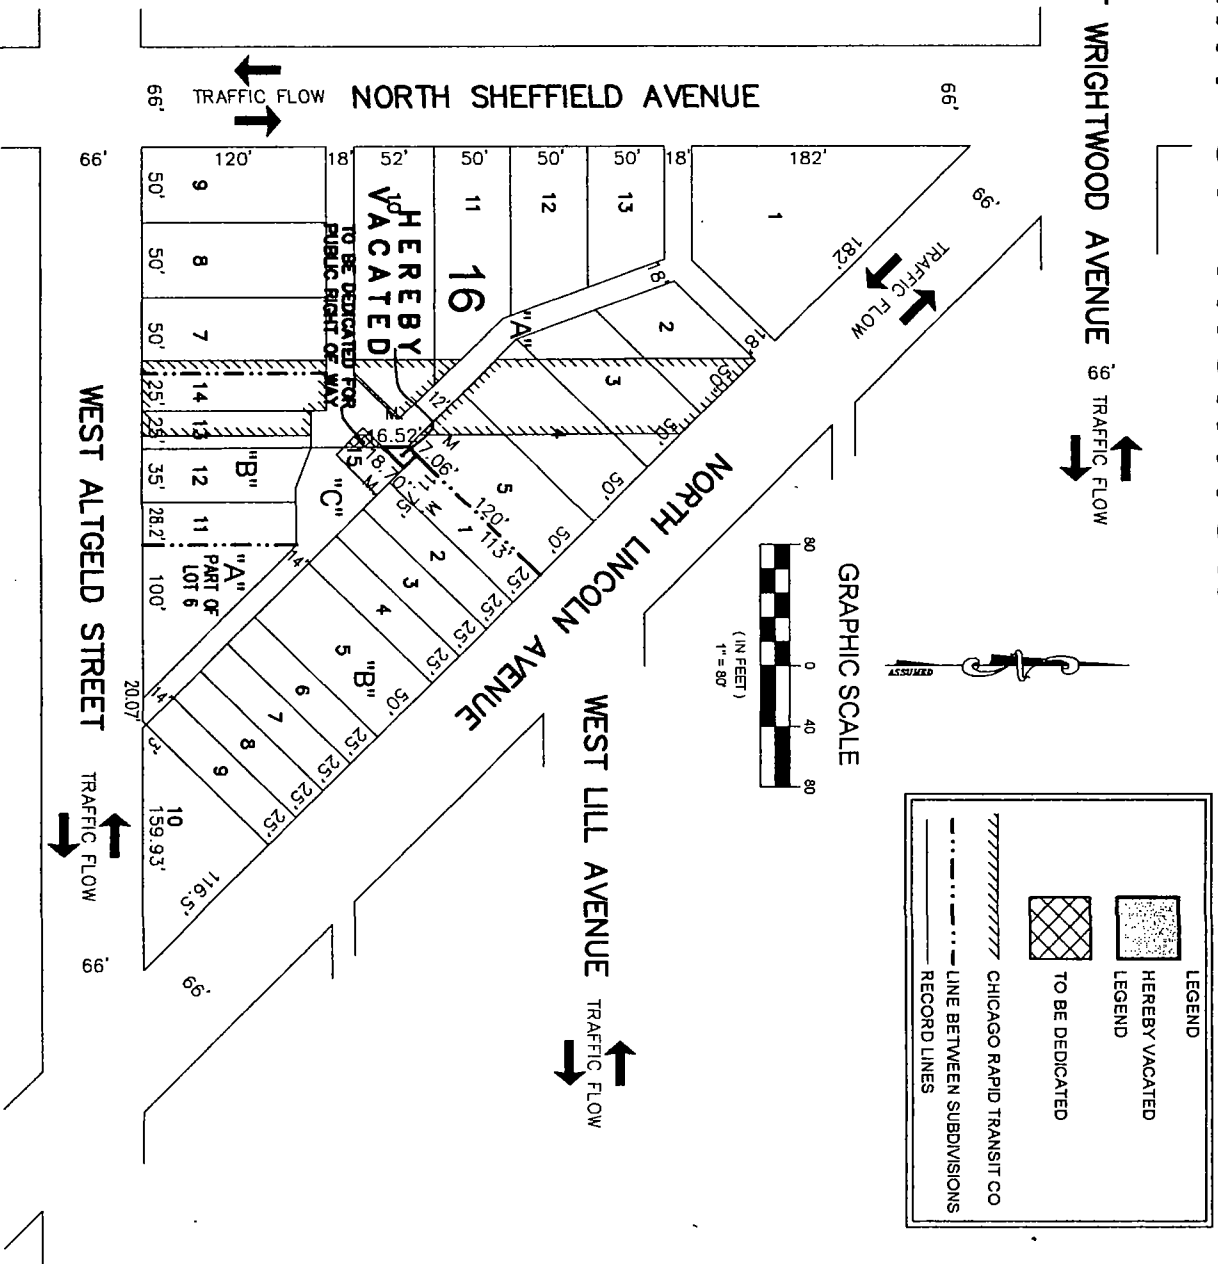 NORTH SHEFFIELD AVENUE
TRAFFIC FLOW
66'
66'
WRIGHTWOOD AVENUE
66'
TRAFFIC FLOW
66'
120'
18'
52'
50'
50'
50'
18'
182'
66'
50'
9
50'
8
50'
7
10
11
12
13
1
182'
TRAFFIC FLOW
HEREBY
VACATED
TO BE DEDICATED FOR
PUBLIC RIGHT OF WAY
16
"A"
18'
18'
2
3
4
5
50'
50'
50'
50'
12'
M
16.52'
M
7.06'
18.70'
15
M
M
120'
1
113'
25'
14
25'
13
25'
35'
12
28.2'
11
"B"
"C"
"A"
PART OF
LOT 6
100'
14'
14'
20.07'
2
3
4
5
"B"
6
7
8
9
25'
25'
25'
50'
25'
25'
25'
25'
10
159.93'
116.5'
WEST ALTGELD STREET
TRAFFIC FLOW
66'
66'
NORTH LINCOLN AVENUE
WEST LILL AVENUE
TRAFFIC FLOW
GRAPHIC SCALE
80
0
40
80
( IN FEET )
1" = 80'
ASSUMED
LEGEND
HEREBY VACATED
LEGEND
TO BE DEDICATED
CHICAGO RAPID TRANSIT CO
LINE BETWEEN SUBDIVISIONS
RECORD LINES